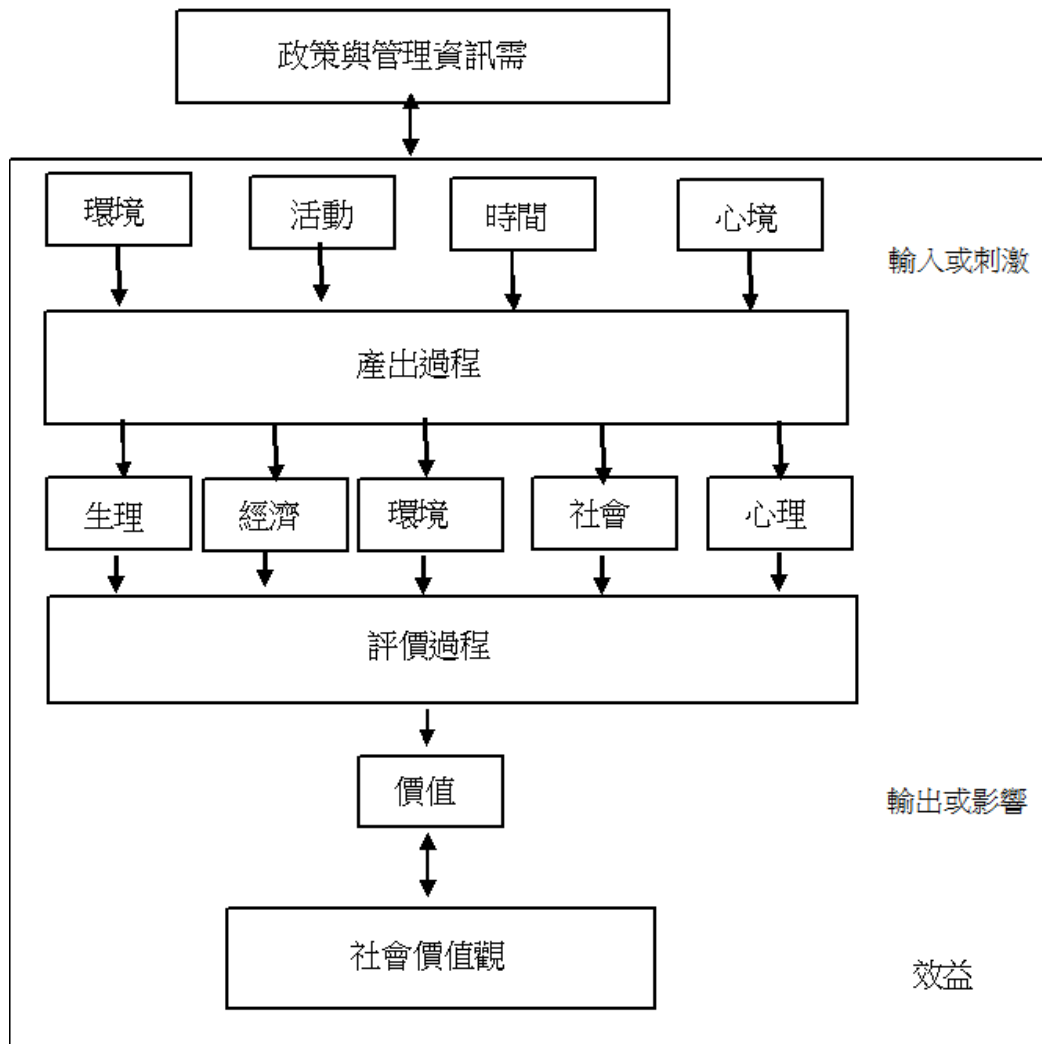 政策與管理資訊需
環境
活動
時間
心境
輸入或刺激
產出過程
生理
經濟
環境
社會
心理
評價過程
價值
輸出或影響
社會價值觀
效益